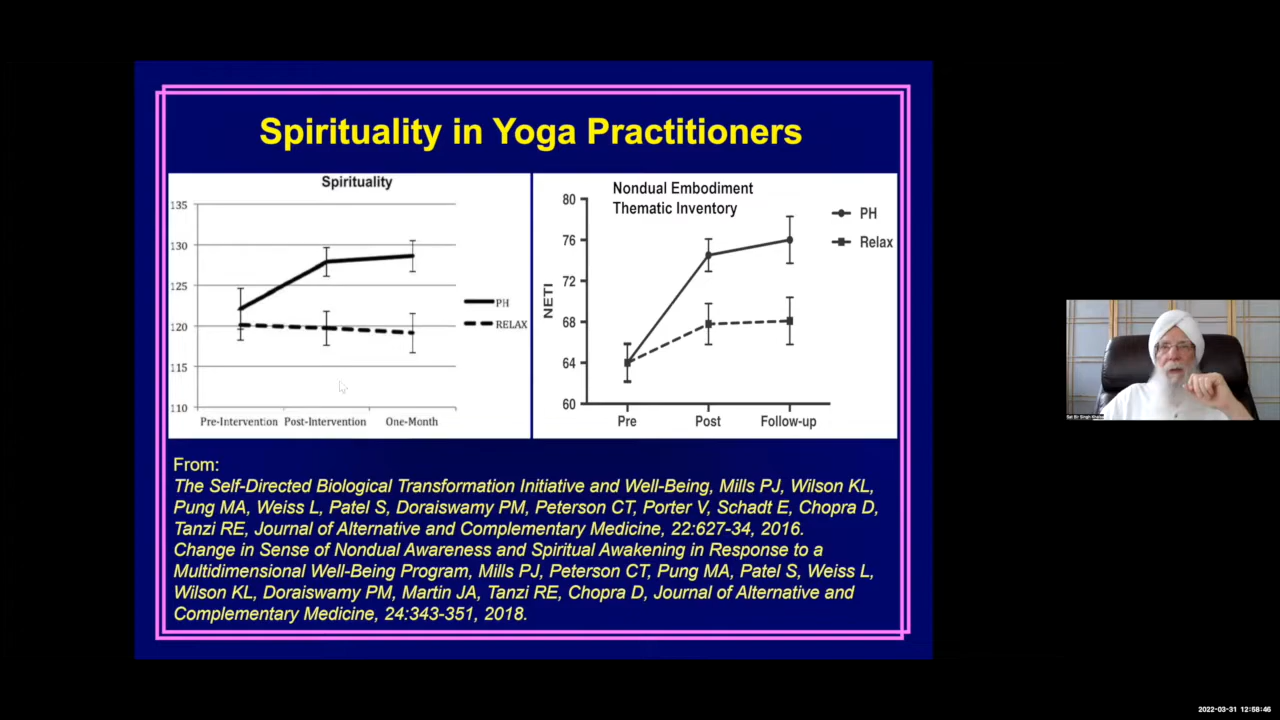 Spirituality in Yoga Practitioners
Spirituality
135
130
125
120
115
110
Pre-Intervention Post-Intervention One-Month
PH
RELAX
Nondual Embodiment
Thematic Inventory
NETI
80
76
72
68
64
60
Pre Post Follow-up
PH
Relax
From:
The Self-Directed Biological Transformation Initiative and Well-Being, Mills PJ, Wilson KL,
Pung MA, Weiss L, Patel S, Doraiswamy PM, Peterson CT, Porter V, Schadt E, Chopra D,
Tanzi RE, Journal of Alternative and Complementary Medicine, 22:627-34, 2016.
Change in Sense of Nondual Awareness and Spiritual Awakening in Response to a
Multidimensional Well-Being Program, Mills PJ, Peterson CT, Pung MA, Patel S, Weiss L,
Wilson KL, Doraiswamy PM, Martin JA, Tanzi RE, Chopra D, Journal of Alternative and
Complementary Medicine, 24:343-351, 2018.
Sat Bir Singh Khalsa
2022-03-31 12:58:46